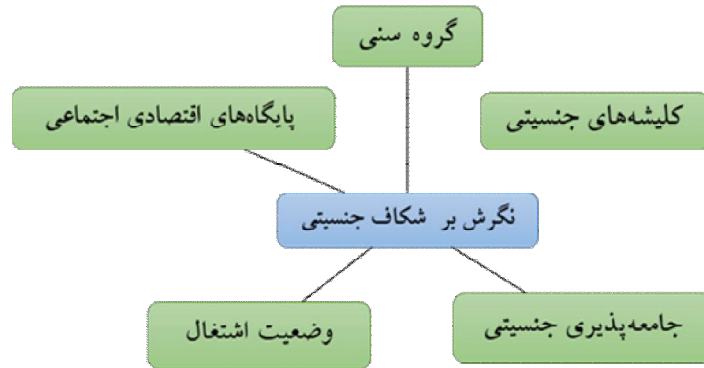 گروه سنی
کلیشه‌های جنسیتی
پایگاه‌های اقتصادی اجتماعی
نگرش بر شکاف جنسیتی
جامعه‌پذیری جنسیتی
وضعیت اشتغال